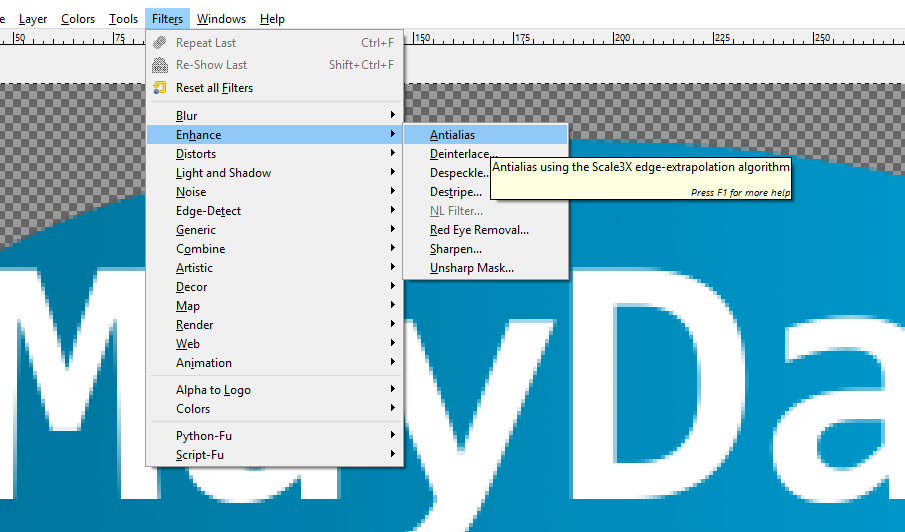 Layer Colors Tools Filters Windows Help
50 75 150 175 200 225 250
Repeat Last Ctrl+F
Re-Show Last Shift+Ctrl+F
Reset all Filters
Blur
Enhance
Distorts
Light and Shadow
Noise
Edge-Detect
Generic
Combine
Artistic
Decor
Map
Render
Web
Animation
Alpha to Logo
Colors
Python-Fu
Script-Fu
Antialias
Deinterlace...
Despeckle...
Destripe...
NL Filter...
Red Eye Removal...
Sharpen...
Unsharp Mask...
Antialias using the Scale3X edge-extrapolation algorithm
Press F1 for more help